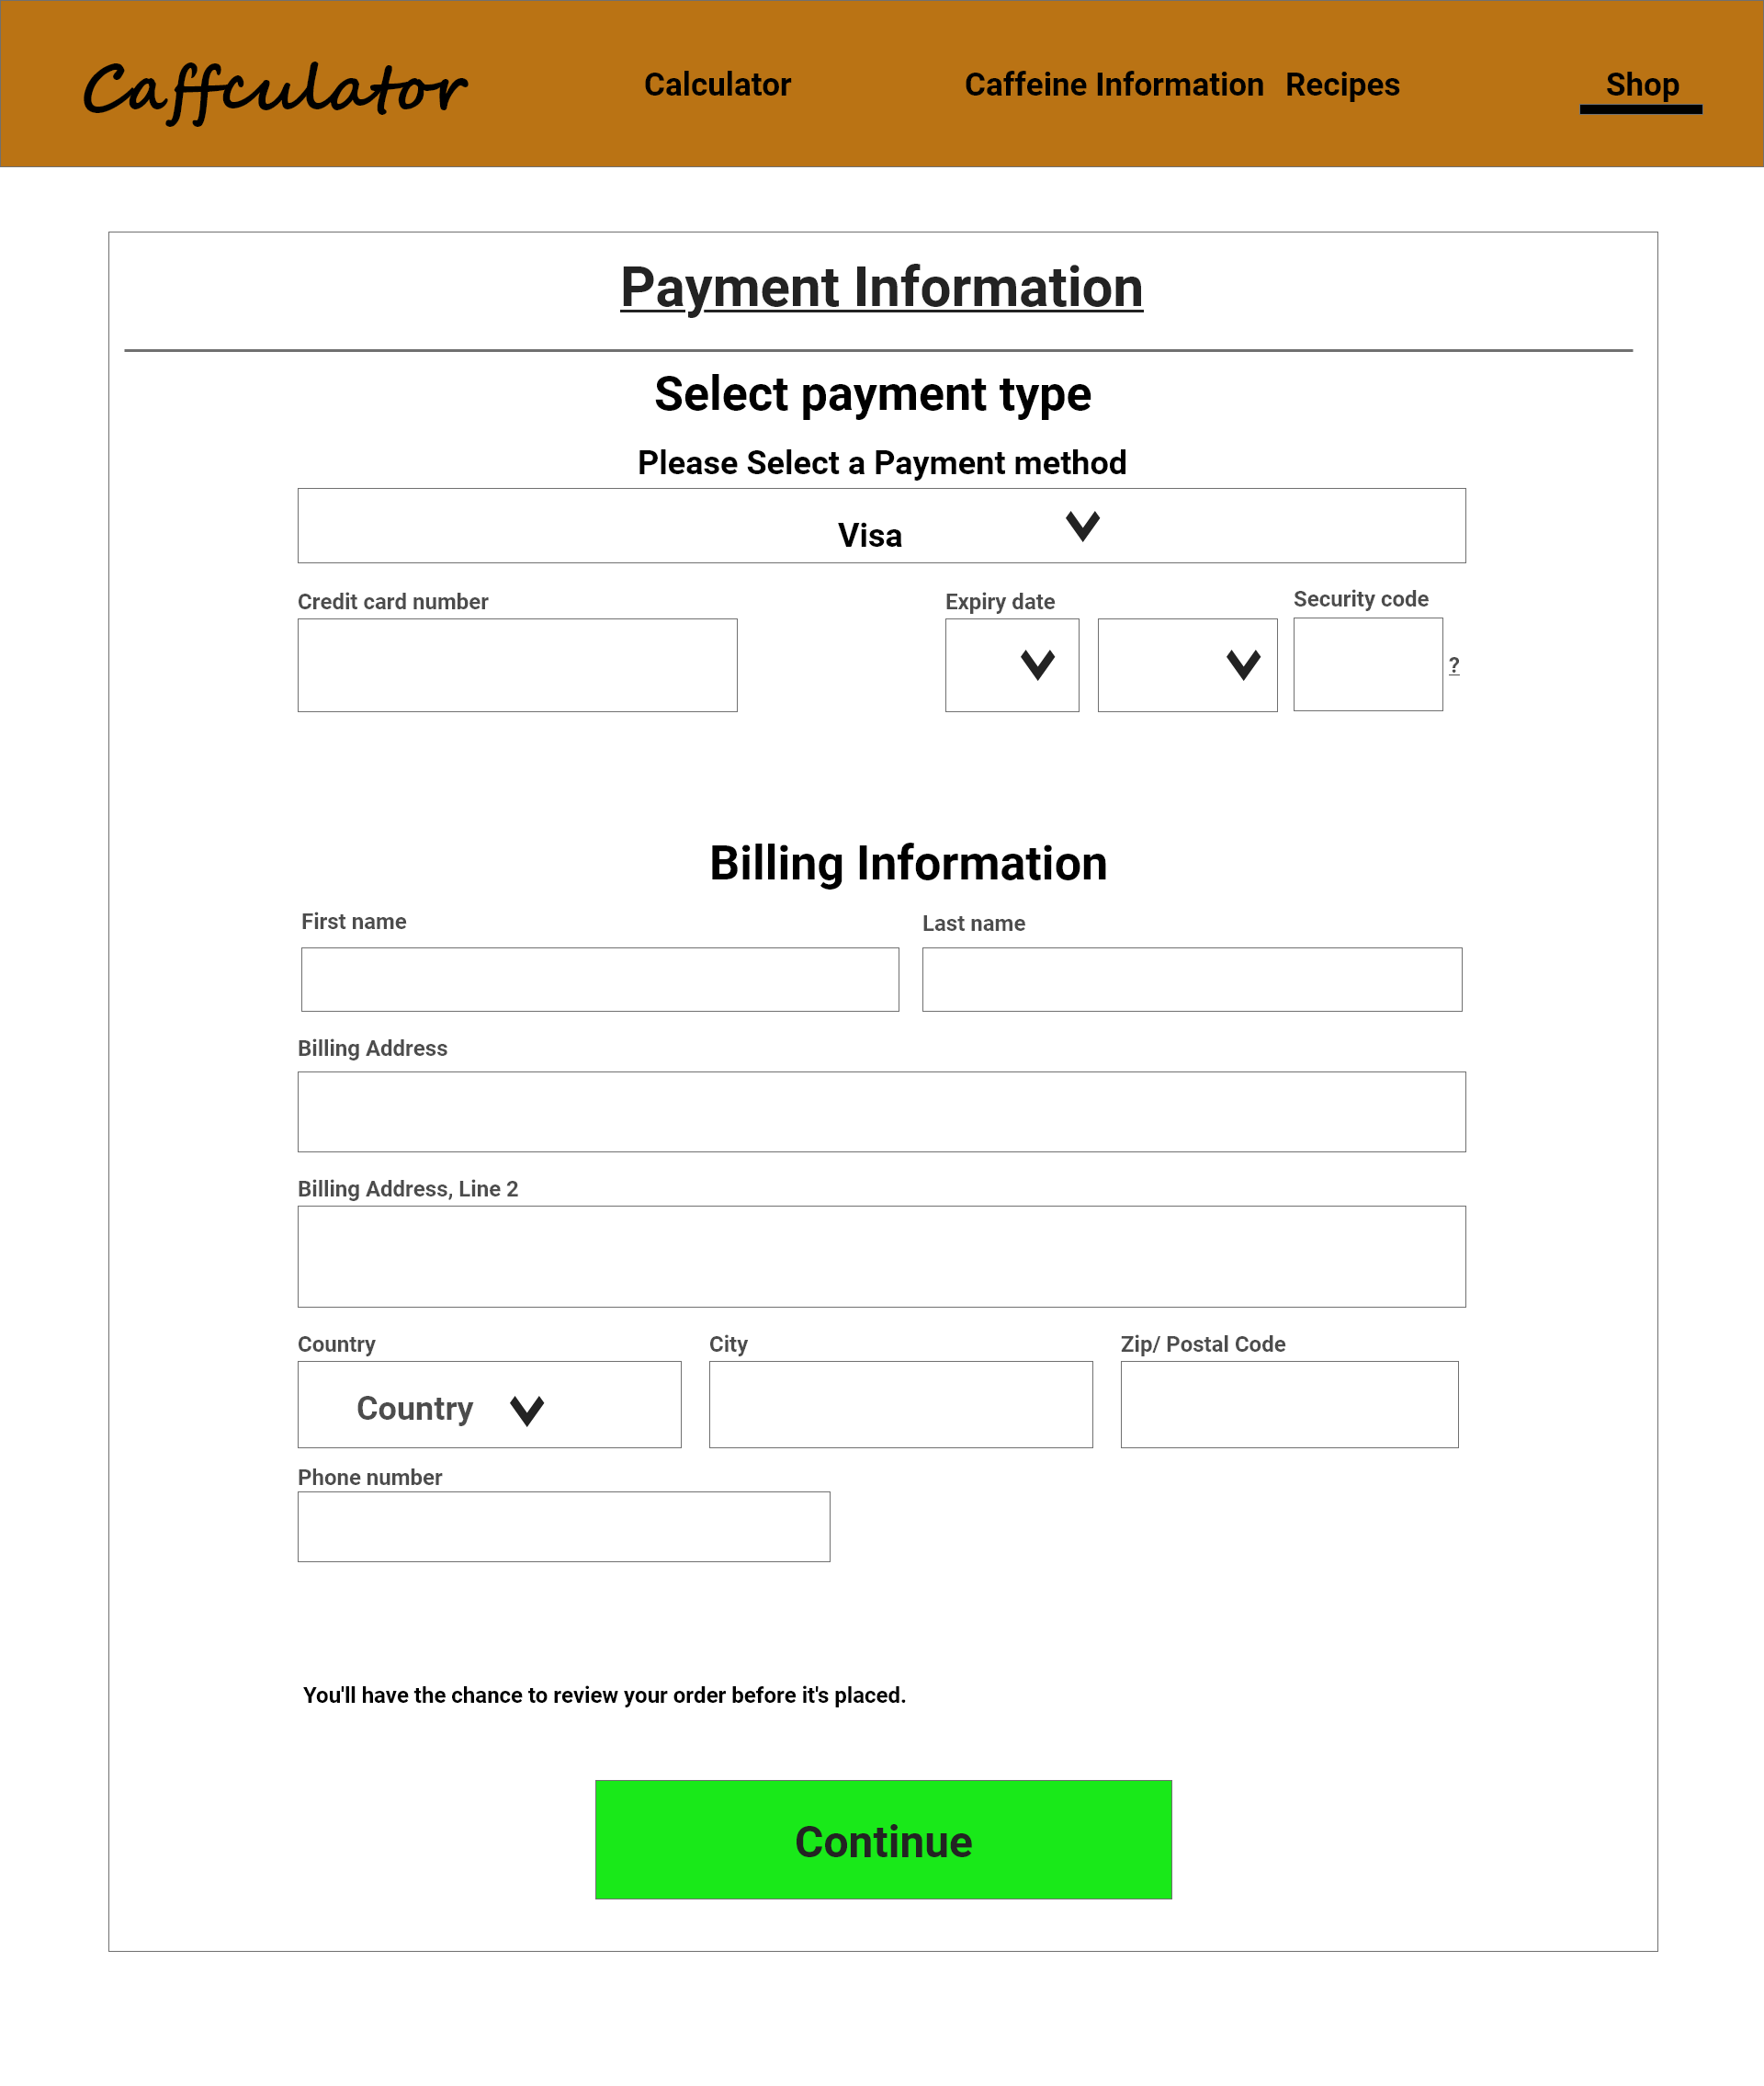 Caffculator Calculator Caffeine Information Recipes Shop
Payment Information
Select payment type
Please Select a Payment method
Visa
Credit card number Expiry date Security code
?
Billing Information
First name Last name
Billing Address
Billing Address, Line 2
Country City Zip/ Postal Code
Country
Phone number
You'll have the chance to review your order before it's placed.
Continue